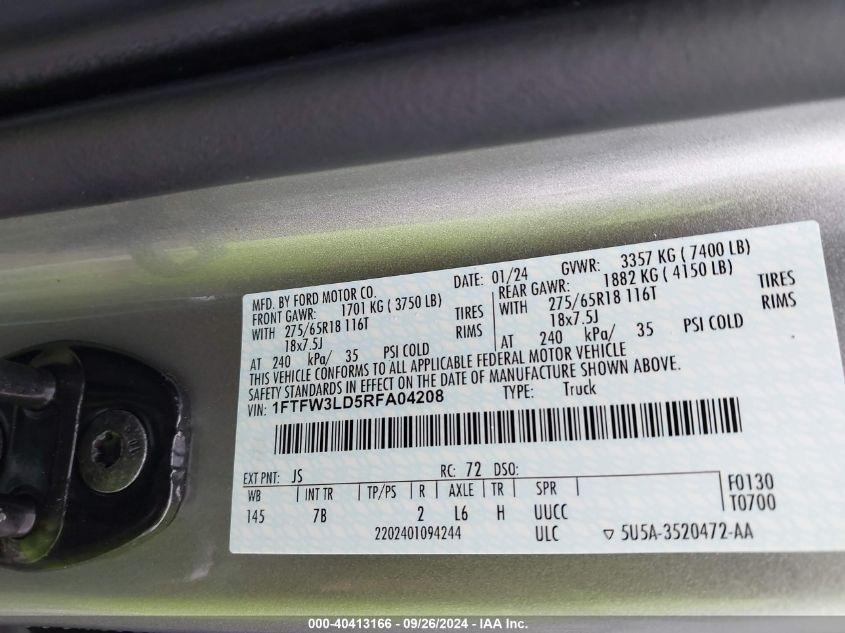 MFD. BY FORD MOTOR CO. DATE: 01/24 GVWR: 3357 KG ( 7400 LB)
FRONT GAWR: 1701 KG ( 3750 LB) REAR GAWR: 1882 KG ( 4150 LB)
WITH 275/65R18 116T TIRES WITH 275/65R18 116T TIRES
18x7.5J RIMS 18x7.5J RIMS
AT 240 kPa/ 35 PSI COLD AT 240 kPa/ 35 PSI COLD
THIS VEHICLE CONFORMS TO ALL APPLICABLE FEDERAL MOTOR VEHICLE
SAFETY STANDARDS IN EFFECT ON THE DATE OF MANUFACTURE SHOWN ABOVE.
VIN: 1FTFW3LD5RFA04208 TYPE: Truck
EXT PNT: JS RC: 72 DSO:
WB INT TR TP/PS R AXLE TR SPR F0130
145 7B 2 L6 H UUCC T0700
2202401094244 ULC ▽ 5U5A-3520472-AA
000-40413166 - 09/26/2024 - IAA Inc.